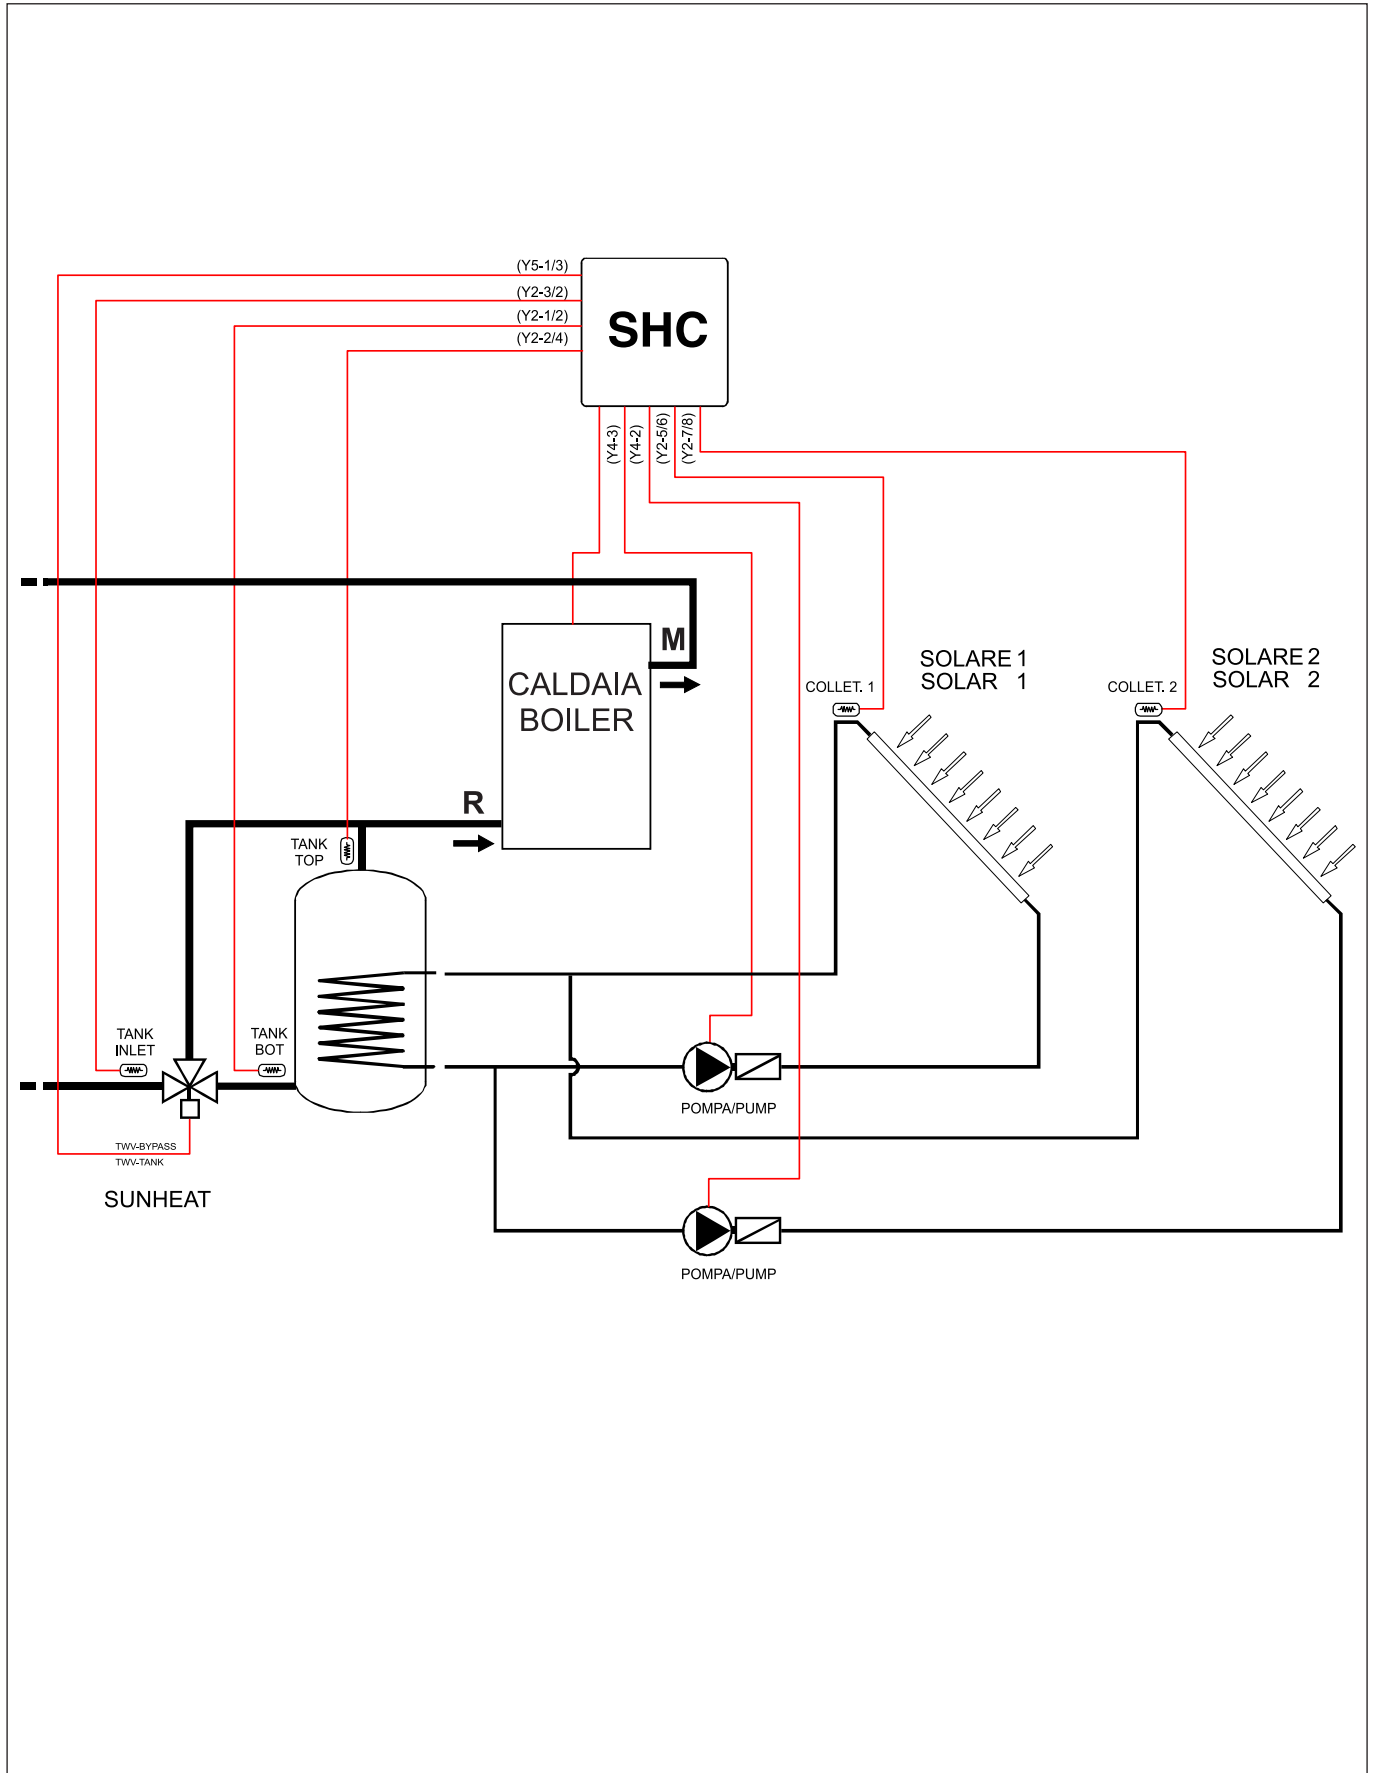 (Y5-1/3)
(Y2-3/2)
(Y2-1/2)
(Y2-2/4)
SHC
(Y4-3)
(Y4-2)
(Y2-5/6)
(Y2-7/8)
M
CALDAIA
BOILER
R
SOLARE 1
SOLAR 1
COLLET. 1
SOLARE 2
SOLAR 2
COLLET. 2
TANK
TOP
TANK
INLET
TANK
BOT
POMPA/PUMP
TWV-BYPASS
TWV-TANK
SUNHEAT
POMPA/PUMP